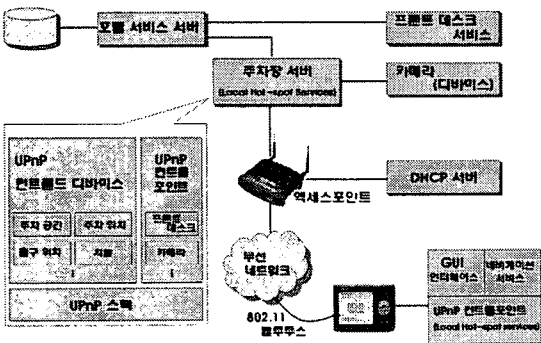 호텔 서비스 서버
프론트 데스크
서비스
주차장 서버
(Local Hot-spot Services)
카메라
(디바이스)
UPnP
컨트롤드 디바이스
UPnP
컨트롤
포인트
주차 공간
주차 위치
출구 위치
지불
프론트
데스크
카메라
UPnP 스택
액세스포인트
DHCP 서버
무선
네트워크
802.11
블루투스
GUI
인터페이스
네비게이션
서비스
UPnP 컨트롤포인트
(Local Hot-spot services)